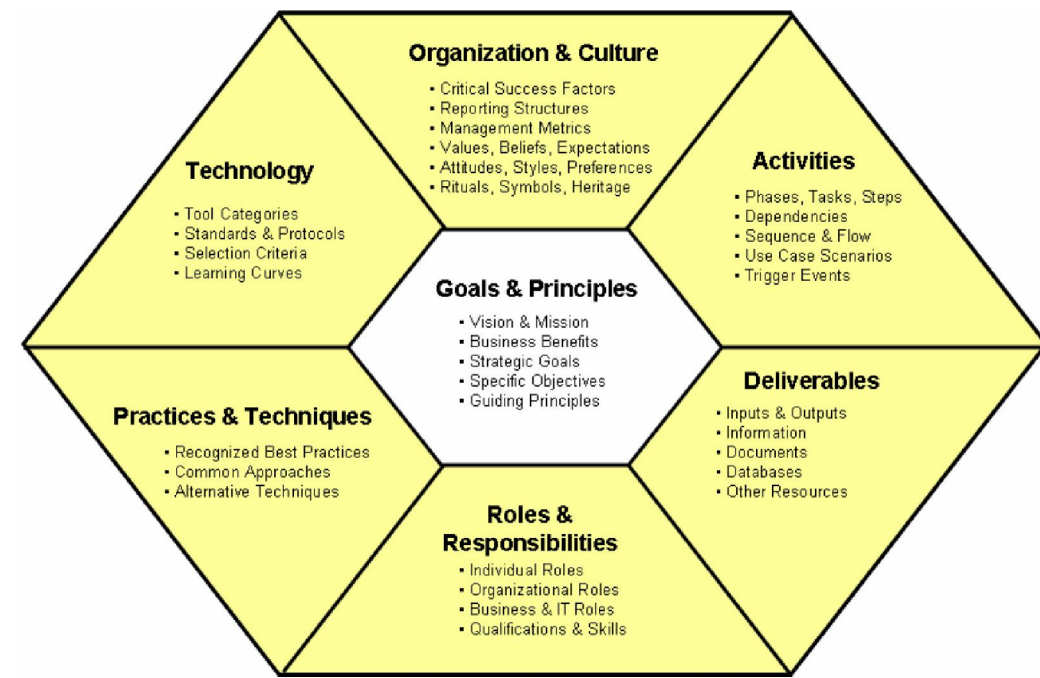 Organization & Culture
▪ Critical Success Factors
▪ Reporting Structures
▪ Management Metrics
▪ Values, Beliefs, Expectations
▪ Attitudes, Styles, Preferences
▪ Rituals, Symbols, Heritage
Technology
▪ Tool Categories
▪ Standards & Protocols
▪ Selection Criteria
▪ Learning Curves
Activities
▪ Phases, Tasks, Steps
▪ Dependencies
▪ Sequence & Flow
▪ Use Case Scenarios
▪ Trigger Events
Goals & Principles
▪ Vision & Mission
▪ Business Benefits
▪ Strategic Goals
▪ Specific Objectives
▪ Guiding Principles
Practices & Techniques
▪ Recognized Best Practices
▪ Common Approaches
▪ Alternative Techniques
Deliverables
▪ Inputs & Outputs
▪ Information
▪ Documents
▪ Databases
▪ Other Resources
Roles &
Responsibilities
▪ Individual Roles
▪ Organizational Roles
▪ Business & IT Roles
▪ Qualifications & Skills